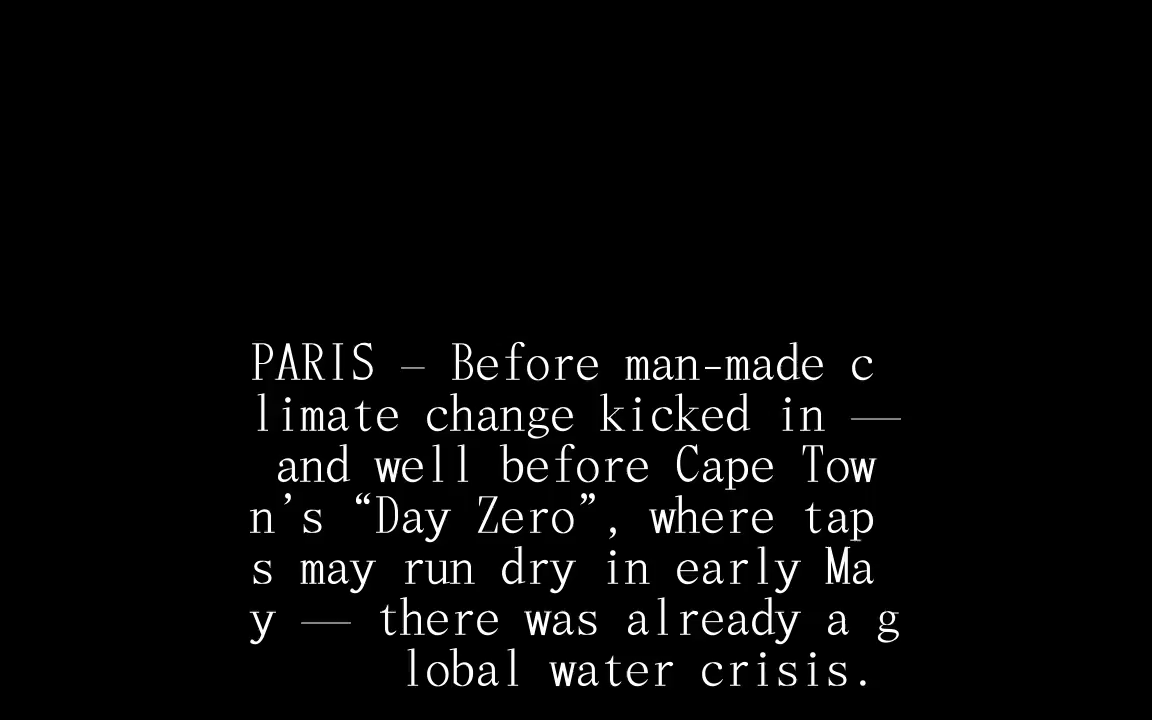 PARIS – Before man-made c
limate change kicked in —
and well before Cape Tow
n’s “Day Zero”, where tap
s may run dry in early Ma
y — there was already a g
lobal water crisis.